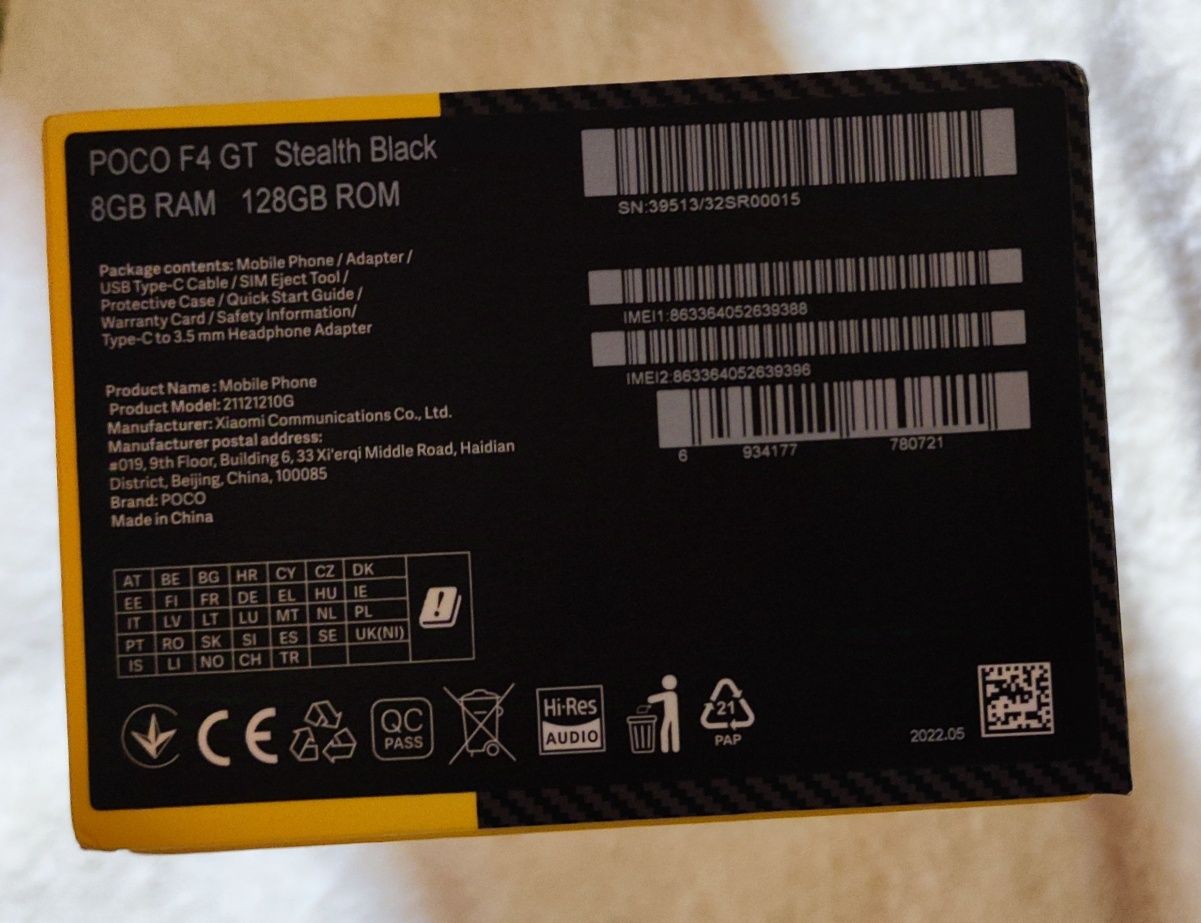 POCO F4 GT Stealth Black
8GB RAM 128GB ROM
Package contents: Mobile Phone / Adapter /
USB Type-C Cable / SIM Eject Tool /
Protective Case / Quick Start Guide /
Warranty Card / Safety Information/
Type-C to 3.5 mm Headphone Adapter
Product Name : Mobile Phone
Product Model: 21121210G
Manufacturer: Xiaomi Communications Co., Ltd.
Manufacturer postal address:
#019, 9th Floor, Building 6, 33 Xi'erqi Middle Road, Haidian
District, Beijing, China, 100085
Brand: POCO
Made in China
SN:39513/32SR00015
IMEI1:863364052639388
IMEI2:863364052639396
6 934177 780721
AT BE BG HR CY CZ DK
EE FI FR DE EL HU IE
IT LV LT LU MT NL PL
PT RO SK SI ES SE UK(NI)
IS LI NO CH TR
CE
QC
PASS
Hi-Res
AUDIO
21
PAP
2022.05